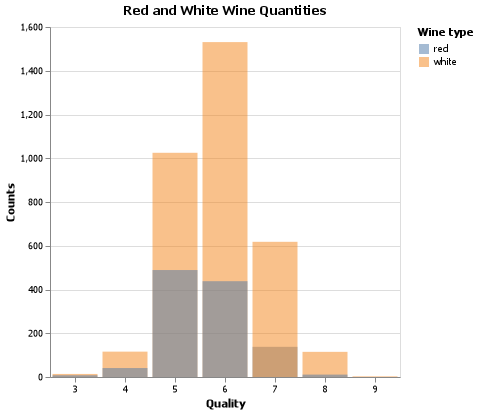 Red and White Wine Quantities
Wine type
red
white
1,600
1,400
1,200
1,000
800
600
400
200
0
Counts
3 4 5 6 7 8 9
Quality